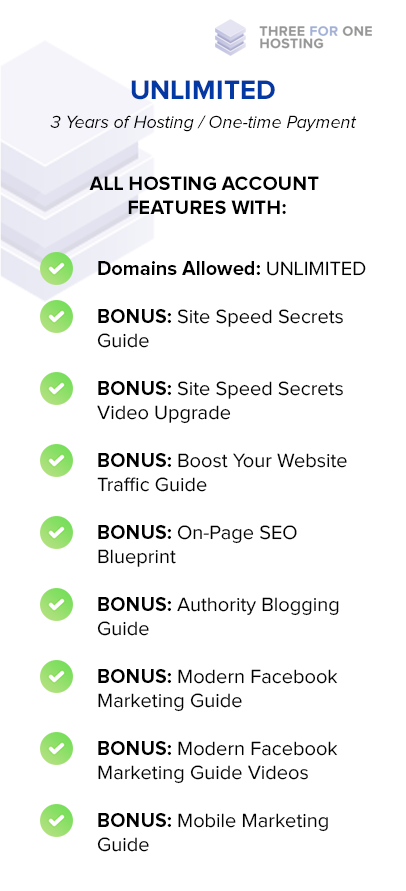 THREE FOR ONE
HOSTING
UNLIMITED
3 Years of Hosting / One-time Payment
ALL HOSTING ACCOUNT
FEATURES WITH:
Domains Allowed: UNLIMITED
BONUS: Site Speed Secrets
Guide
BONUS: Site Speed Secrets
Video Upgrade
BONUS: Boost Your Website
Traffic Guide
BONUS: On-Page SEO
Blueprint
BONUS: Authority Blogging
Guide
BONUS: Modern Facebook
Marketing Guide
BONUS: Modern Facebook
Marketing Guide Videos
BONUS: Mobile Marketing
Guide